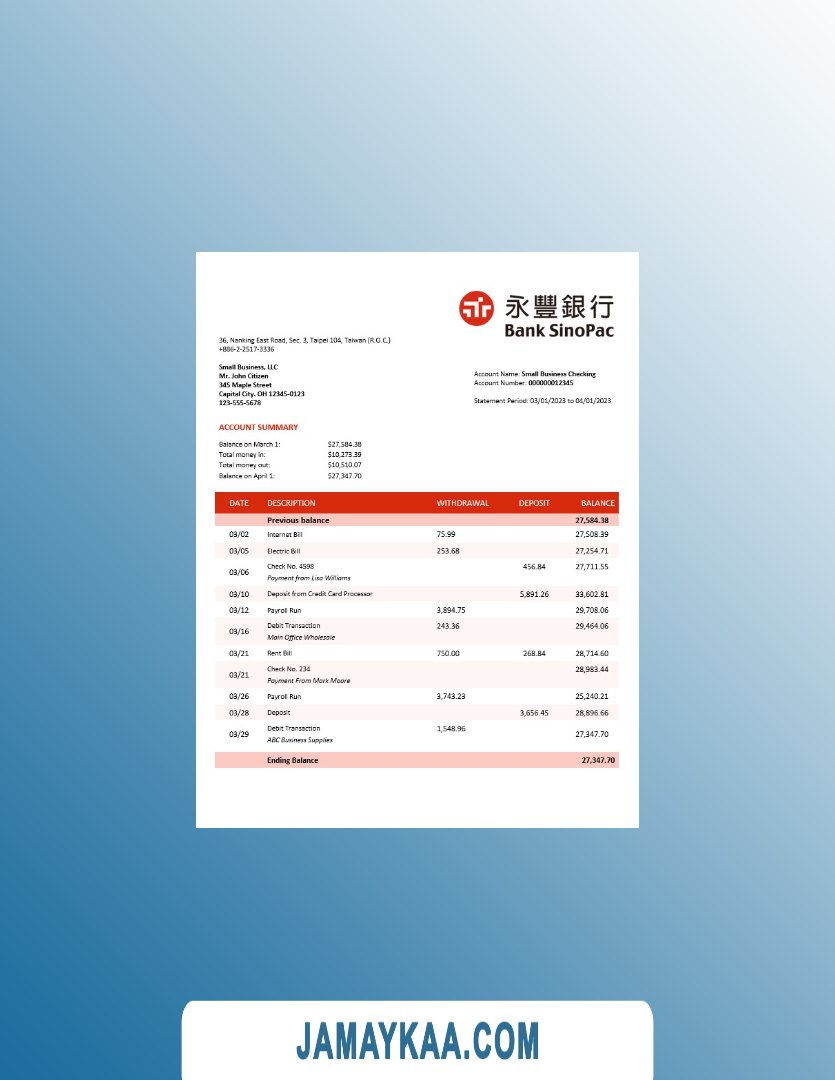 永豐銀行
Bank SinoPac
36, Nanking East Road, Sec. 3, Taipei 104, Taiwan (R.O.C.)
+886-2-2517-3336
Small Business, LLC
Mr. John Citizen
345 Maple Street
Capital City. OH 12345-0123
123-555-5678
Account Name: Small Business Checking
Account Number: 000000012345
Statement Period: 03/01/2023 to 04/01/2023
ACCOUNT SUMMARY
Balance on March 1: $27,584.38
Total money in: $10,273.39
Total money out: $10,510.07
Balance on April 1: $27,347.70
DATE DESCRIPTION WITHDRAWAL DEPOSIT BALANCE
Previous balance 27,584.38
03/02 Internet Bill 75.99 27,508.39
03/05 Electric Bill 253.68 27,254.71
03/06 Check No. 4598 456.84 27,711.55
Payment from Lisa Williams
03/10 Deposit from Credit Card Processor 5,891.26 33,602.81
03/12 Payroll Run 3,894.75 29,708.06
03/16 Debit Transaction 243.36 29,464.06
Main Office Wholesale
03/21 Rent Bill 750.00 268.84 28,714.60
03/21 Check No. 234 28,983.44
Payment From Mark Moore
03/26 Payroll Run 3,743.23 25,240.21
03/28 Deposit 3,656.45 28,896.66
03/29 Debit Transaction 1,548.96 27,347.70
ABC Business Supplies
Ending Balance 27,347.70
JAMAYKAA.COM